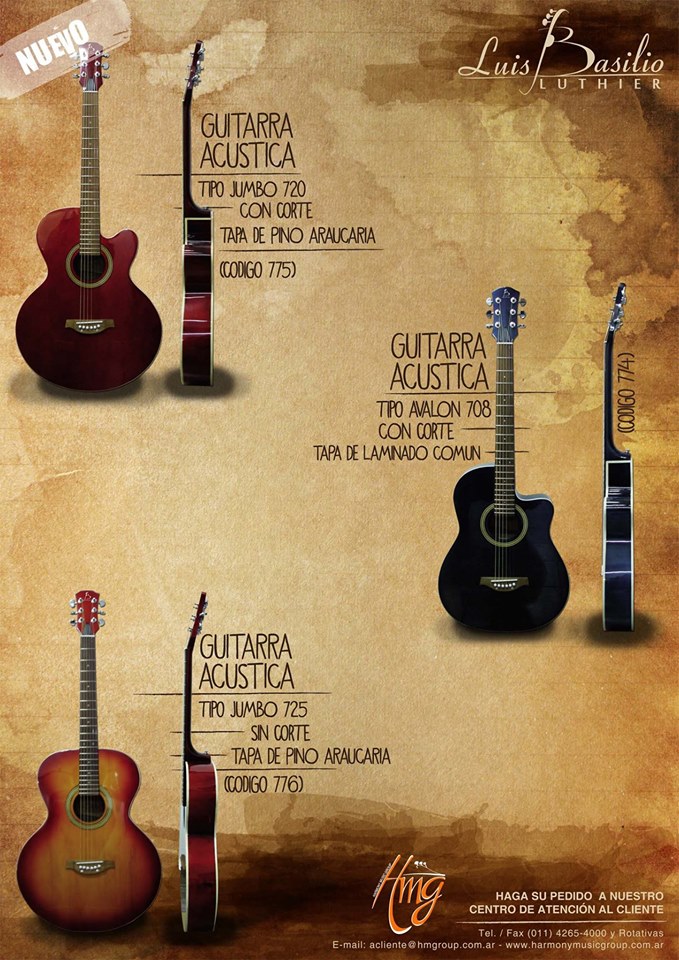 NUEVO
Luis Basilio
LUTHIER
GUITARRA
ACUSTICA
TIPO JUMBO 720
CON CORTE
TAPA DE PINO ARAUCARIA
(CODIGO 775)
GUITARRA
ACUSTICA
TIPO AVALON 708
CON CORTE
TAPA DE LAMINADO COMUN
(CODIGO 774)
GUITARRA
ACUSTICA
TIPO JUMBO 725
SIN CORTE
TAPA DE PINO ARAUCARIA
(CODIGO 776)
Hmg
HAGA SU PEDIDO A NUESTRO
CENTRO DE ATENCIÓN AL CLIENTE
Tel. / Fax (011) 4265-4000 y Rotativas
E-mail: acliente@hmgroup.com.ar - www.harmonymusicgroup.com.ar